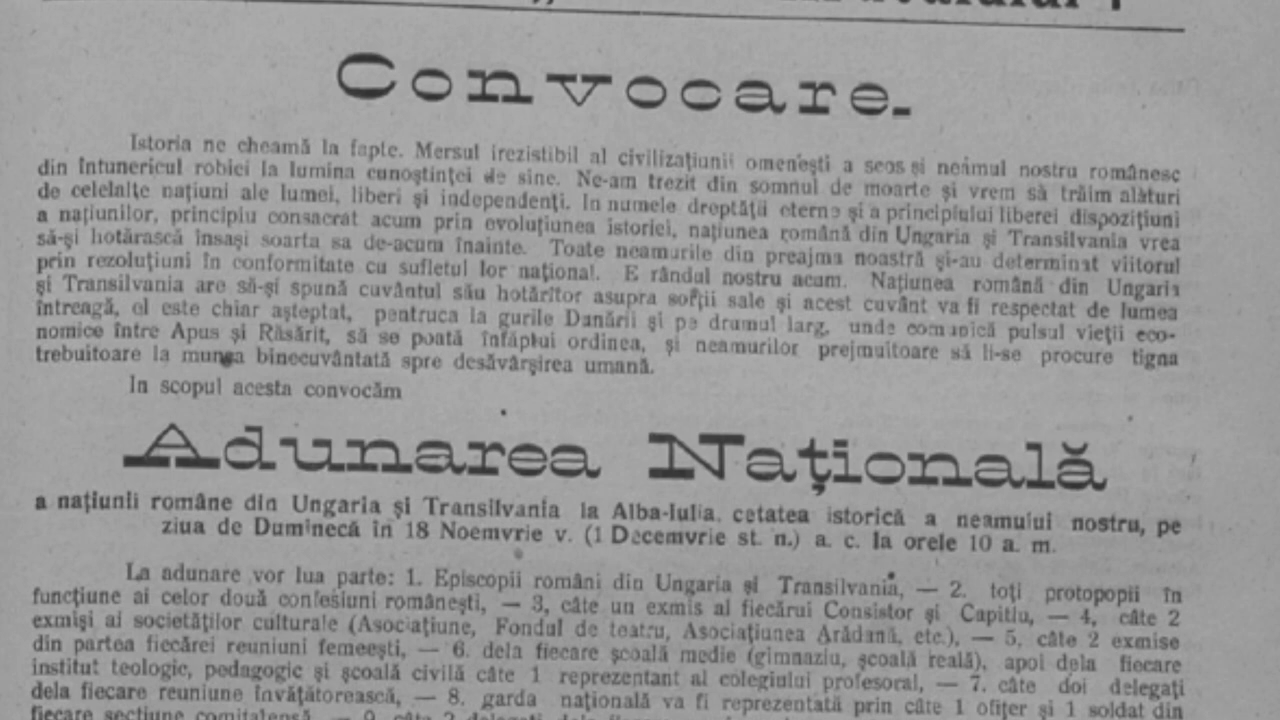 Convocare.
Istoria ne cheamă la fapte. Mersul irezistibil al civilizațiunii omenești a scos și neamul nostru românesc
din întunericul robiei la lumina cunoștinței de sine. Ne-am trezit din somnul de moarte și vrem să trăim alături
de celelalte națiuni ale lumei, liberi și independenți. In numele dreptății eterne și a principiului liberei dispozițiuni
a națiunilor, principiu consacrat acum prin evoluțiunea istoriei, națiunea română din Ungaria și Transilvania vrea
să-și hotărască însași soarta sa de-acum înainte. Toate neamurile din preajma noastră și-au determinat viitorul
prin rezoluțiuni în conformitate cu sufletul lor național. E rândul nostru acum. Națiunea română din Ungaria
și Transilvania are să-și spună cuvântul său hotărîtor asupra sorții sale și acest cuvânt va fi respectat de lumea
întreagă, el este chiar așteptat, pentruca la gurile Dunării și pe drumul larg, unde comunică pulsul vieții eco-
nomice între Apus și Răsărit, să se poată înfăptui ordinea, și neamurilor prejmuitoare să li-se procure tigna
trebuitoare la munca binecuvântată spre desăvârșirea umană.
In scopul acesta convocăm
Adunarea Națională
a națiunii române din Ungaria și Transilvania la Alba-Iulia, cetatea istorică a neamului nostru, pe
ziua de Duminecă în 18 Noemvrie v. (1 Decemvrie st. n.) a. c. la orele 10 a. m.
La adunare vor lua parte: 1. Episcopii români din Ungaria și Transilvania, — 2. toți protopopii în
funcțiune ai celor două confesiuni românești, — 3, câte un exmis al fiecărui Consistor și Capitlu, — 4, câte 2
exmiși ai societăților culturale (Asociațiune, Fondul de teatru, Asociațiunea Arădană, etc.), — 5. câte 2 exmise
din partea fiecărei reuniuni femeești, — 6. dela fiecare școală medie (gimnaziu, școală reală), apoi dela fiecare
institut teologic, pedagogic și școală civilă câte 1 reprezentant al colegiului profesoral, — 7. câte doi delegați
dela fiecare reuniune învățătorească, — 8. garda națională va fi reprezentată prin câte 1 ofițer și 1 soldat din
fiecare secțiune comitatensă, — 9. câte 2 delegați